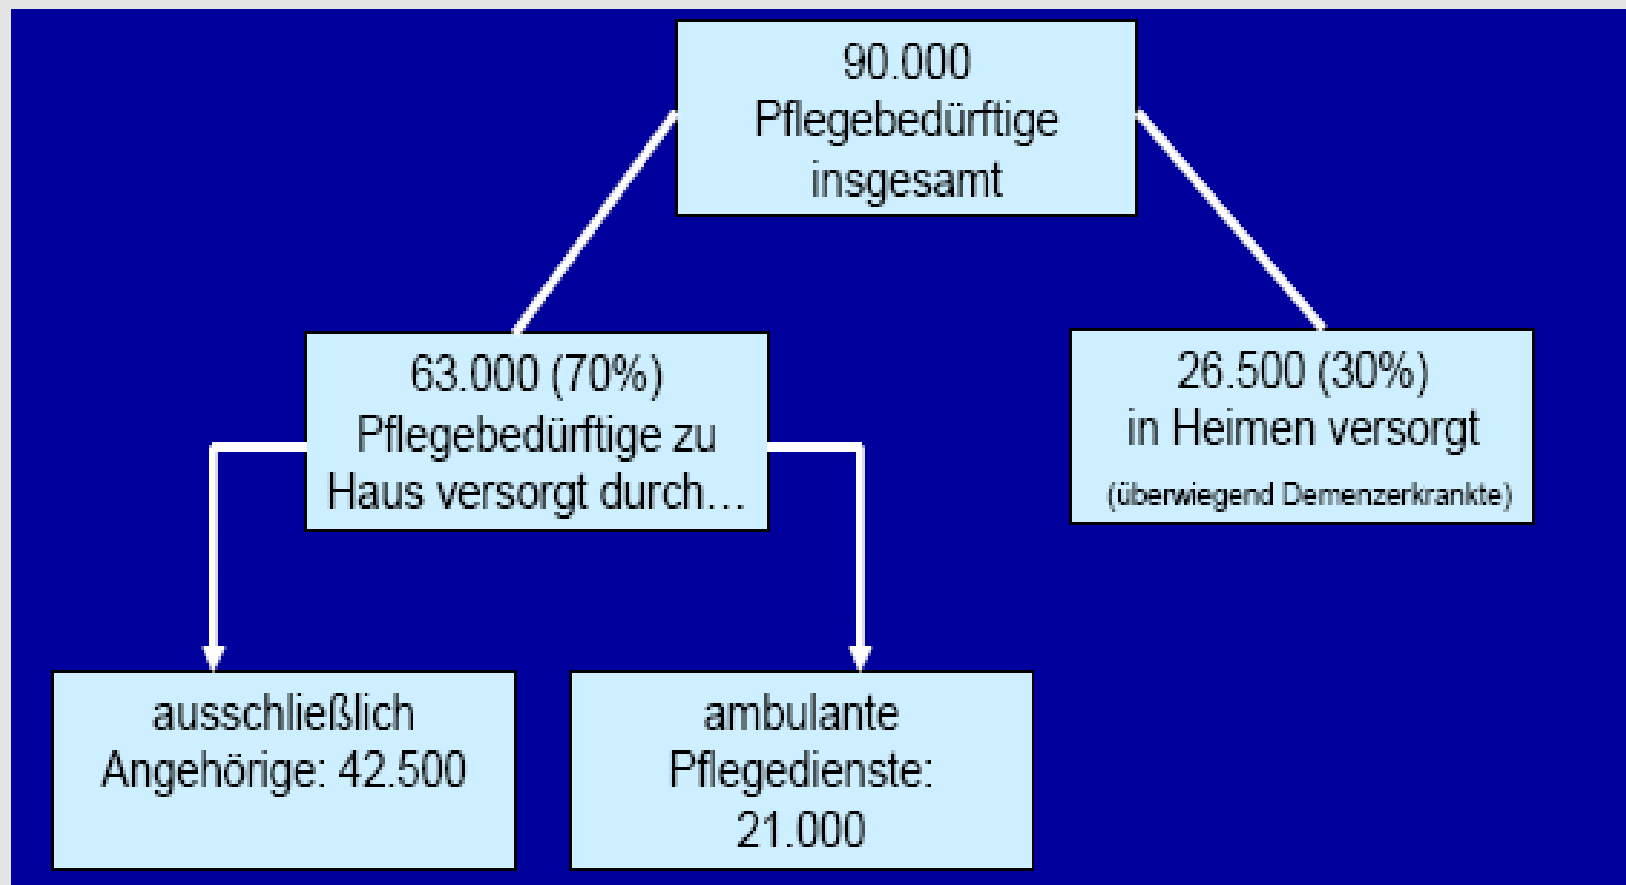 90.000
Pflegebedürftige
insgesamt
63.000 (70%)
Pflegebedürftige zu
Haus versorgt durch…
26.500 (30%)
in Heimen versorgt
(überwiegend Demenzerkrankte)
ausschließlich
Angehörige: 42.500
ambulante
Pflegedienste:
21.000